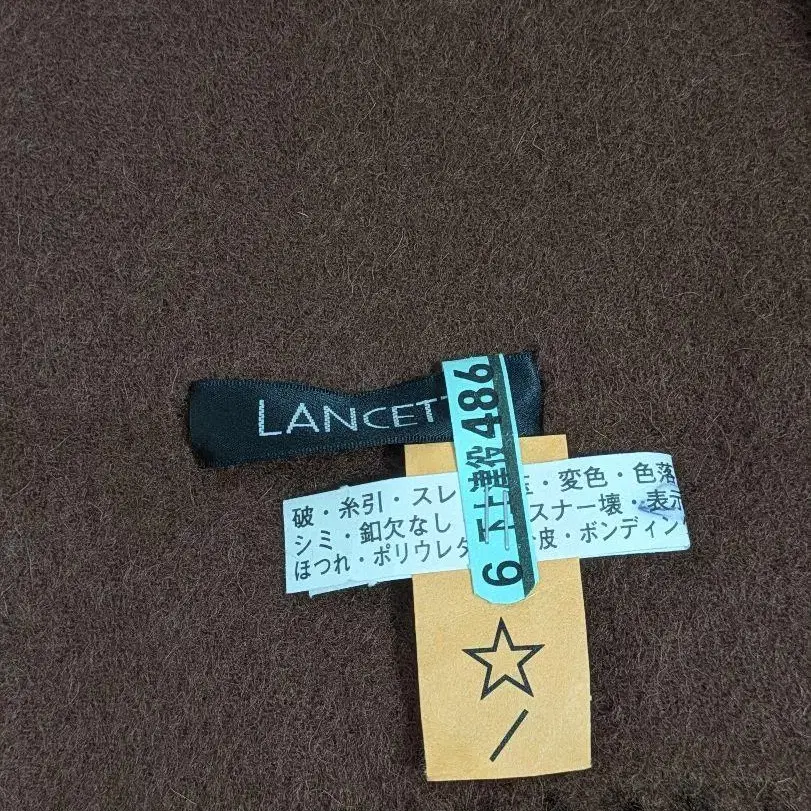 LANCET
破・糸引・スレ ・変色・色落
シミ・釦欠なし スナー壊・表示
ほつれ・ポリウレタ 皮・ボンディン
6 486